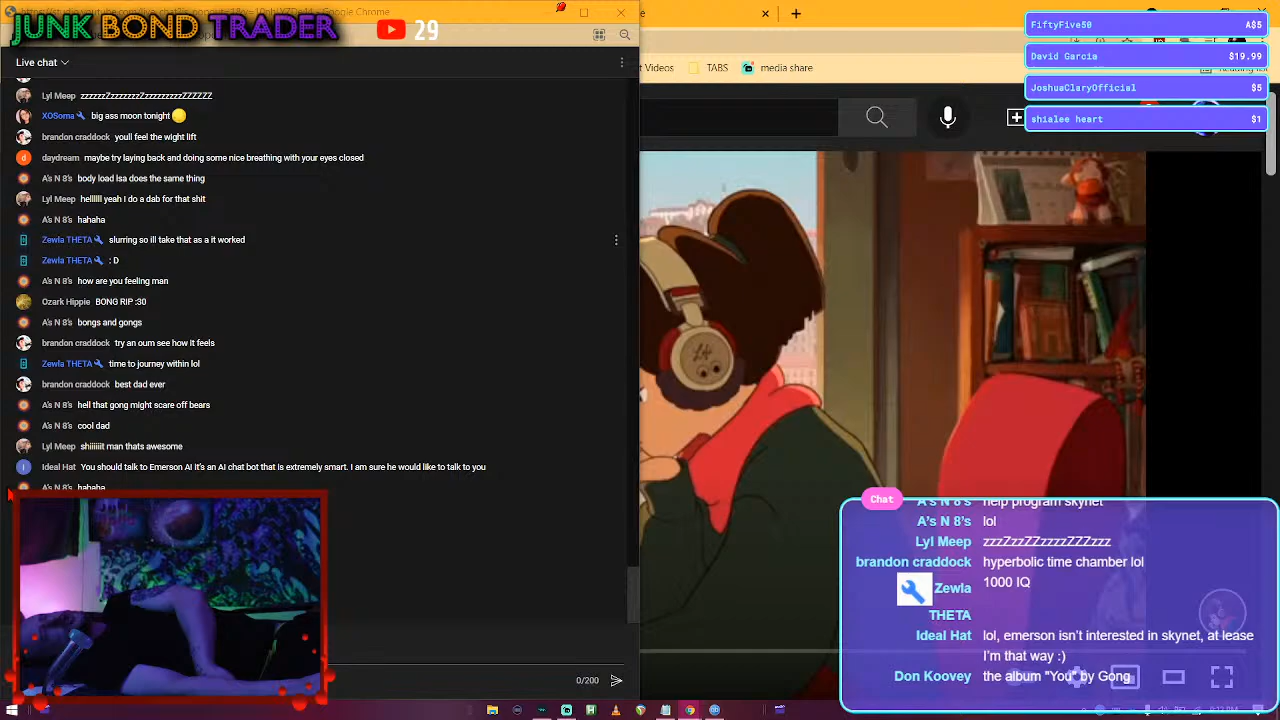 JUNK BOND TRADER
29
Google Chrome
Live chat
Lyl Meep zzzzzZzzzzzzZzzzzzzzzZZZZZ
XOSoma big ass moon tonight
brandon craddock youll feel the wight lIft
daydream maybe try laying back and doing some nice breathing with your eyes closed
A's N 8's body load lsa does the same thing
Lyl Meep helllllll yeah I do a dab for that shit
A's N 8's hahaha
Zewla THETA slurring so ill take that as a it worked
Zewla THETA : D
A's N 8's how are you feeling man
Ozark Hippie BONG RIP :30
A's N 8's bongs and gongs
brandon craddock try an oum see how it feels
Zewla THETA time to journey within lol
brandon craddock best dad ever
A's N 8's hell that gong might scare off bears
A's N 8's cool dad
Lyl Meep shiiiiiit man thats awesome
Ideal Hat You should talk to Emerson AI it's an AI chat bot that is extremely smart. I am sure he would like to talk to you
A's N 8's hahaha
0/200
t Videos
TABS
media share
FiftyFive50 A$5
David Garcia $19.99
JoshuaClaryOfficial $5
shialee heart $1
Chat
A's N 8's help program skynet
A's N 8's lol
Lyl Meep zzzZzzZZzzzzZZZzzz
brandon craddock hyperbolic time chamber lol
Zewla THETA 1000 IQ
Ideal Hat lol, emerson isn't interested in skynet, at lease
I'm that way :)
Don Koovey the album "You" by Gong